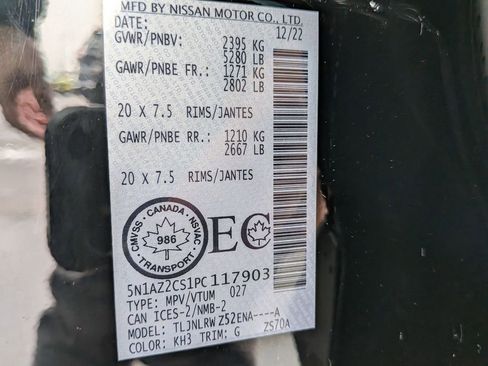 MFD BY NISSAN MOTOR CO., LTD.
DATE: 12/22
GVWR/PNBV: 2395 KG
5280 LB
GAWR/PNBE FR.: 1271 KG
2802 LB
20 X 7.5 RIMS/JANTES
GAWR/PNBE RR.: 1210 KG
2667 LB
20 X 7.5 RIMS/JANTES
CMVSS · CANADA · NSVAC
986
TRANSPORT
EC
5N1AZ2CS1PC117903
TYPE: MPV/VTUM 027
CAN ICES-2/NMB-2
MODEL: TLJNLRWZ52ENA----A
COLOR: KH3 TRIM: G ZS70A